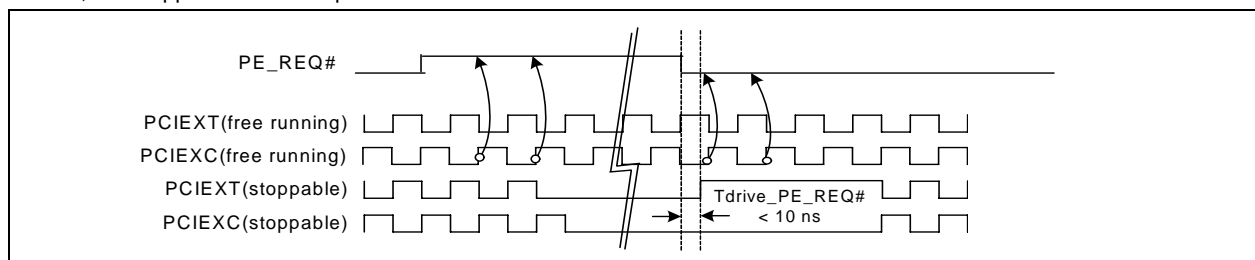 PE_REQ#
PCIEXT(free running)
PCIEXC(free running)
PCIEXT(stoppable)
Tdrive_PE_REQ#
< 10 ns
PCIEXC(stoppable)